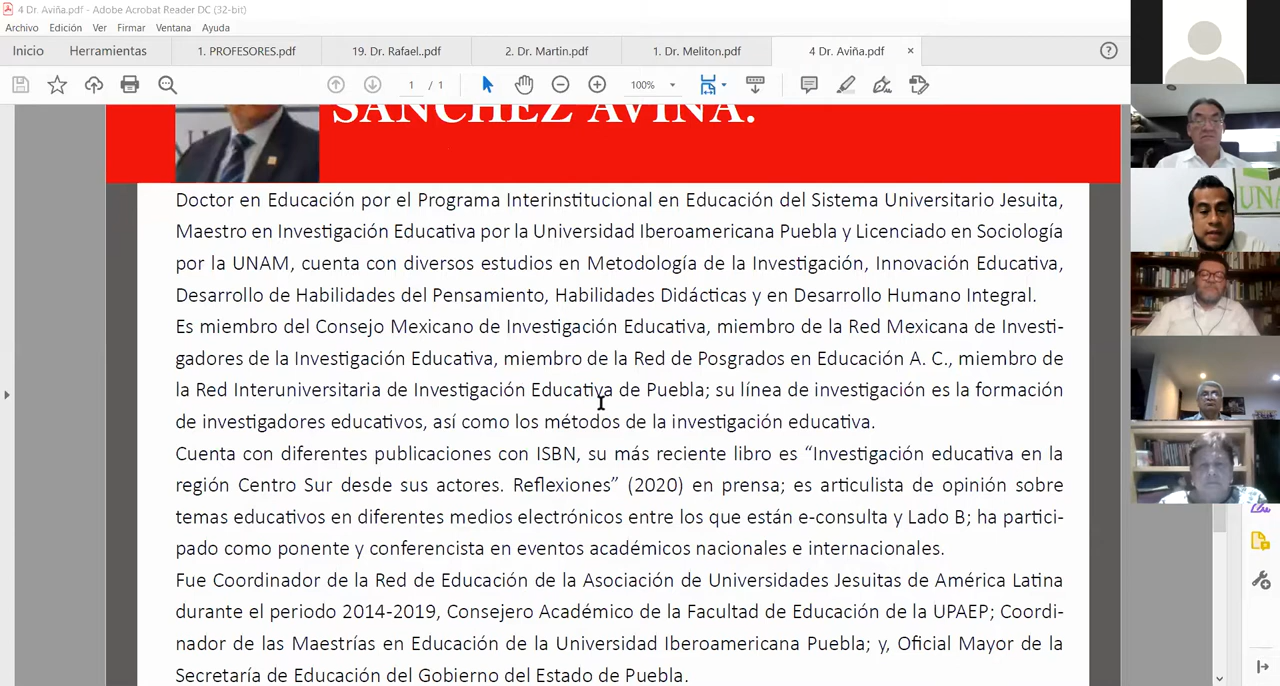 4 Dr. Aviña.pdf - Adobe Acrobat Reader DC (32-bit)
Archivo Edición Ver Firmar Ventana Ayuda
Inicio Herramientas 1. PROFESORES.pdf 19. Dr. Rafael..pdf 2. Dr. Martin.pdf 1. Dr. Meliton.pdf 4 Dr. Aviña.pdf ×
1 / 1 100%
SÁNCHEZ AVIÑA.
Doctor en Educación por el Programa Interinstitucional en Educación del Sistema Universitario Jesuita,
Maestro en Investigación Educativa por la Universidad Iberoamericana Puebla y Licenciado en Sociología
por la UNAM, cuenta con diversos estudios en Metodología de la Investigación, Innovación Educativa,
Desarrollo de Habilidades del Pensamiento, Habilidades Didácticas y en Desarrollo Humano Integral.
Es miembro del Consejo Mexicano de Investigación Educativa, miembro de la Red Mexicana de Investi-
gadores de la Investigación Educativa, miembro de la Red de Posgrados en Educación A. C., miembro de
la Red Interuniversitaria de Investigación Educativa de Puebla; su línea de investigación es la formación
de investigadores educativos, así como los métodos de la investigación educativa.
Cuenta con diferentes publicaciones con ISBN, su más reciente libro es “Investigación educativa en la
región Centro Sur desde sus actores. Reflexiones” (2020) en prensa; es articulista de opinión sobre
temas educativos en diferentes medios electrónicos entre los que están e-consulta y Lado B; ha partici-
pado como ponente y conferencista en eventos académicos nacionales e internacionales.
Fue Coordinador de la Red de Educación de la Asociación de Universidades Jesuitas de América Latina
durante el periodo 2014-2019, Consejero Académico de la Facultad de Educación de la UPAEP; Coordi-
nador de las Maestrías en Educación de la Universidad Iberoamericana Puebla; y, Oficial Mayor de la
Secretaría de Educación del Gobierno del Estado de Puebla.